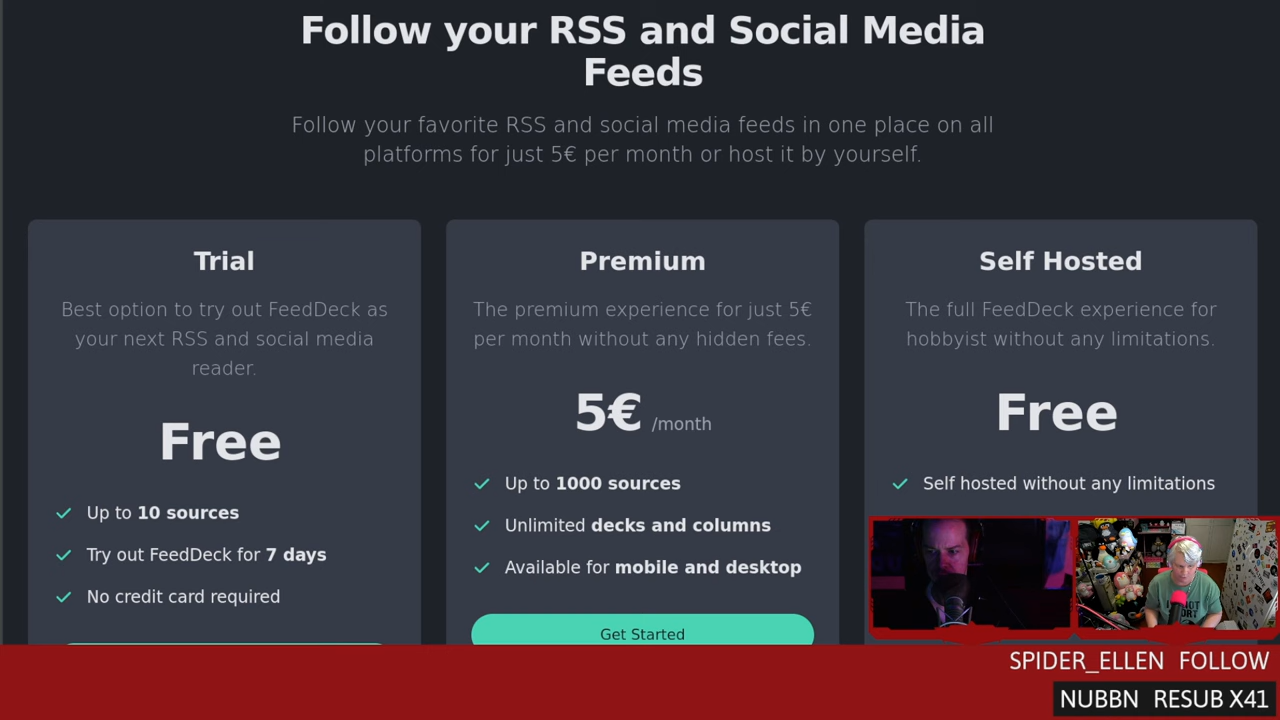 Follow your RSS and Social Media
Feeds
Follow your favorite RSS and social media feeds in one place on all
platforms for just 5€ per month or host it by yourself.
Trial
Best option to try out FeedDeck as
your next RSS and social media
reader.
Free
Up to 10 sources
Try out FeedDeck for 7 days
No credit card required
Premium
The premium experience for just 5€
per month without any hidden fees.
5€ /month
Up to 1000 sources
Unlimited decks and columns
Available for mobile and desktop
Get Started
Self Hosted
The full FeedDeck experience for
hobbyist without any limitations.
Free
Self hosted without any limitations
SPIDER_ELLEN FOLLOW
NUBBN RESUB X41